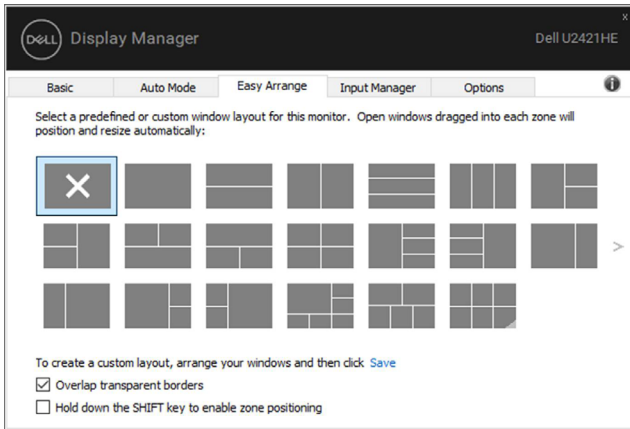 x
DELL Display Manager
Dell U2421HE
Basic Auto Mode Easy Arrange Input Manager Options
Select a predefined or custom window layout for this monitor. Open windows dragged into each zone will
position and resize automatically:
To create a custom layout, arrange your windows and then click Save
Overlap transparent borders
Hold down the SHIFT key to enable zone positioning